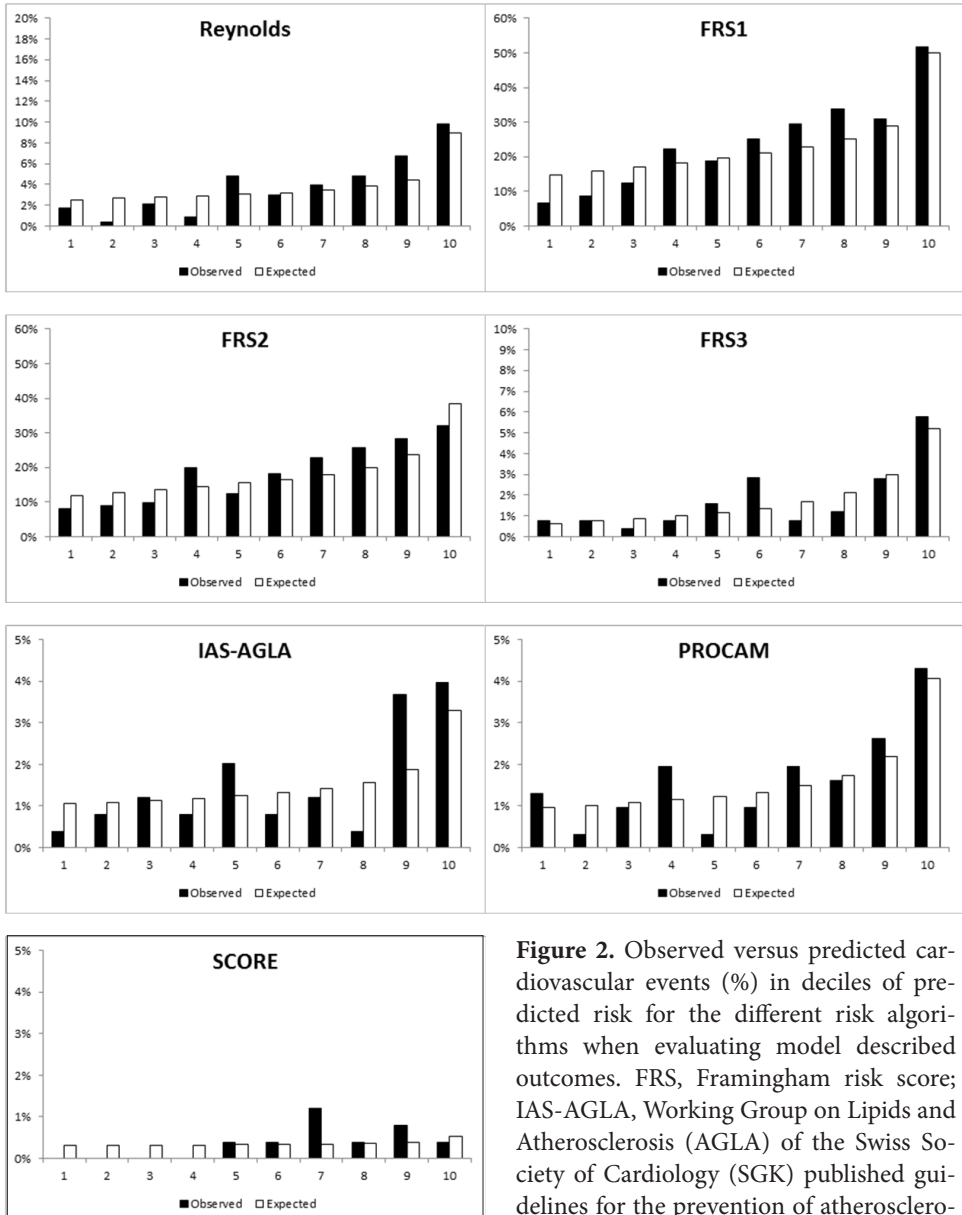 Reynolds
20%
18%
16%
14%
12%
10%
8%
6%
4%
2%
0%
1 2 3 4 5 6 7 8 9 10
Observed Expected
FRS1
60%
50%
40%
30%
20%
10%
0%
1 2 3 4 5 6 7 8 9 10
Observed Expected
FRS2
60%
50%
40%
30%
20%
10%
0%
1 2 3 4 5 6 7 8 9 10
Observed Expected
FRS3
10%
9%
8%
7%
6%
5%
4%
3%
2%
1%
0%
1 2 3 4 5 6 7 8 9 10
Observed Expected
IAS-AGLA
5%
4%
3%
2%
1%
0%
1 2 3 4 5 6 7 8 9 10
Observed Expected
PROCAM
5%
4%
3%
2%
1%
0%
1 2 3 4 5 6 7 8 9 10
Observed Expected
SCORE
5%
4%
3%
2%
1%
0%
1 2 3 4 5 6 7 8 9 10
Observed Expected
Figure 2. Observed versus predicted car-
diovascular events (%) in deciles of pre-
dicted risk for the different risk algori-
thms when evaluating model described
outcomes. FRS, Framingham risk score;
IAS-AGLA, Working Group on Lipids and
Atherosclerosis (AGLA) of the Swiss So-
ciety of Cardiology (SGK) published gui-
delines for the prevention of atherosclero-